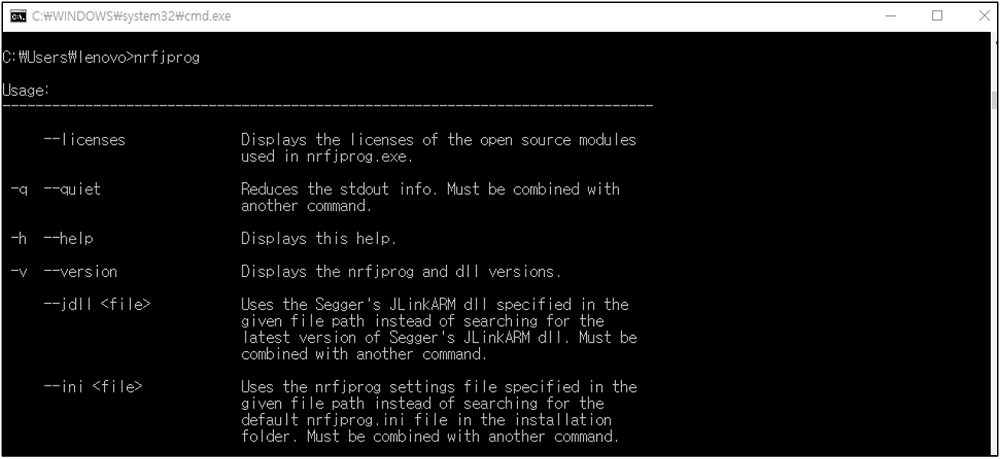 C:₩WINDOWS₩system32₩cmd.exe
C:₩Users₩lenovo>nrfjprog
Usage:
-------------------------------------------------------------------------------
--licenses Displays the licenses of the open source modules
used in nrfjprog.exe.
-q --quiet Reduces the stdout info. Must be combined with
another command.
-h --help Displays this help.
-v --version Displays the nrfjprog and dll versions.
--jdll <file> Uses the Segger's JLinkARM dll specified in the
given file path instead of searching for the
latest version of Segger's JLinkARM dll. Must be
combined with another command.
--ini <file> Uses the nrfjprog settings file specified in the
given file path instead of searching for the
default nrfjprog.ini file in the installation
folder. Must be combined with another command.